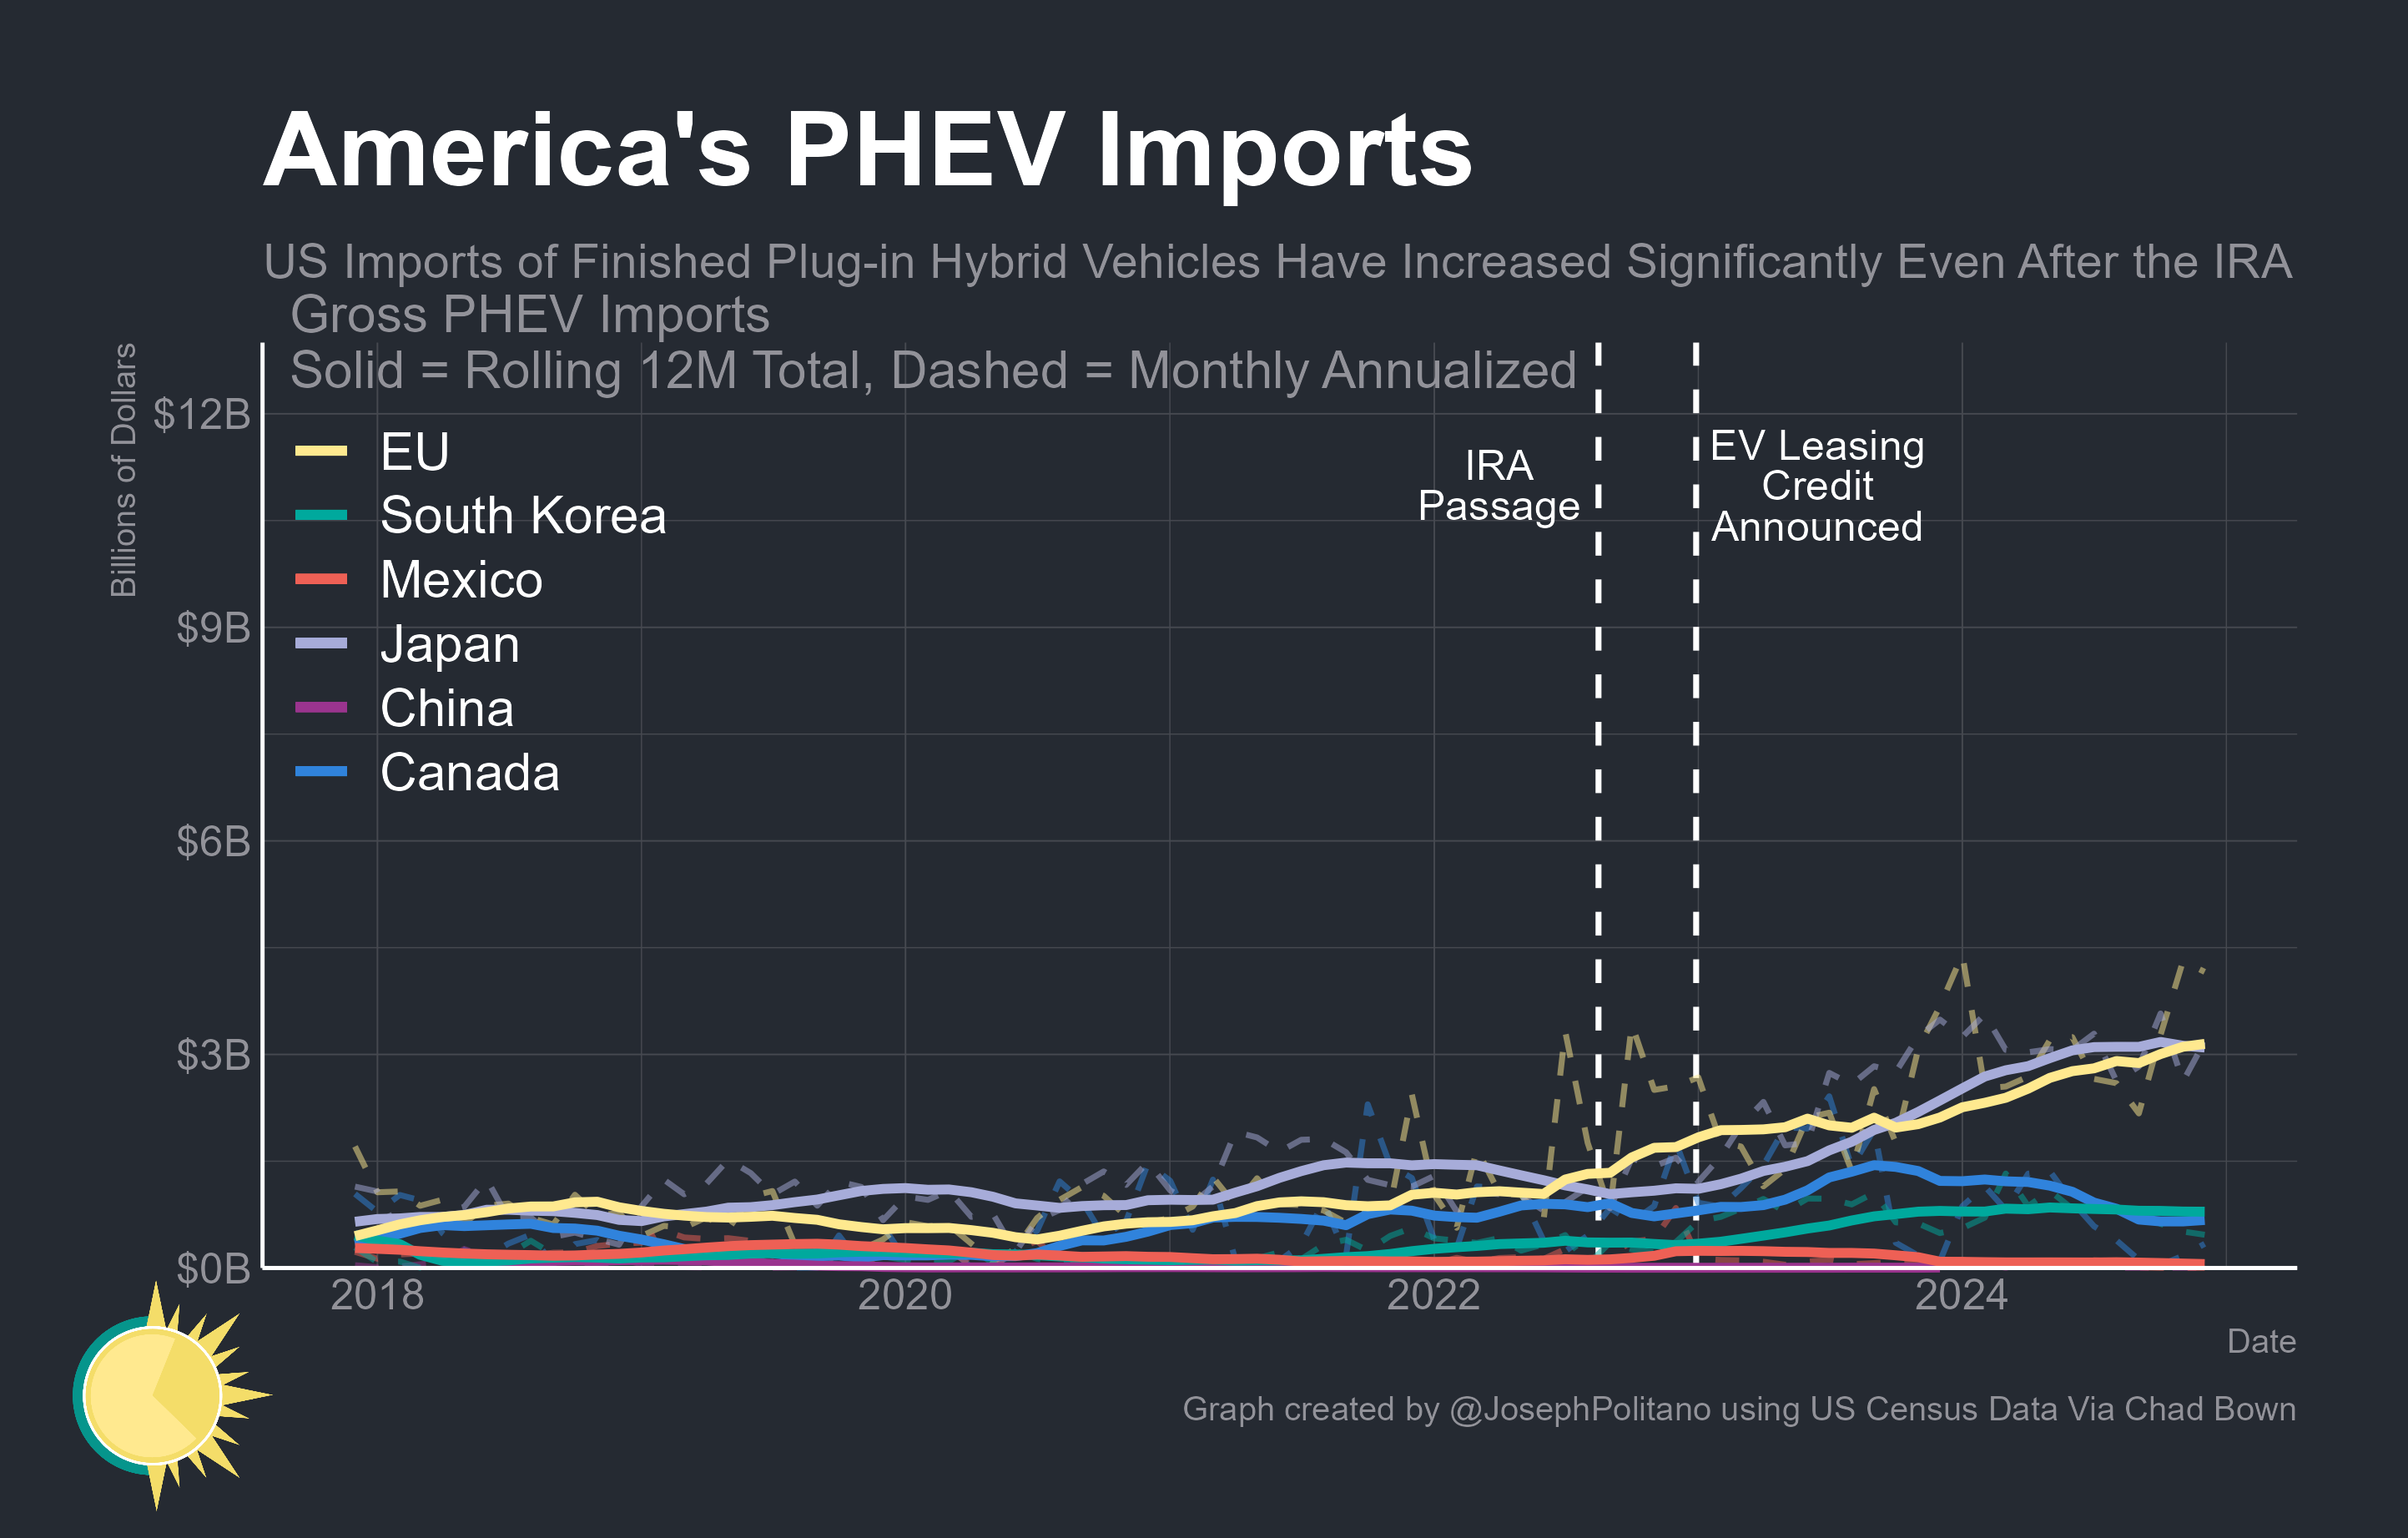 America's PHEV Imports
US Imports of Finished Plug-in Hybrid Vehicles Have Increased Significantly Even After the IRA
Gross PHEV Imports
Solid = Rolling 12M Total, Dashed = Monthly Annualized
Billions of Dollars
$12B
$9B
$6B
$3B
$0B
EU
South Korea
Mexico
Japan
China
Canada
IRA
Passage
EV Leasing
Credit
Announced
2018
2020
2022
2024
Date
Graph created by @JosephPolitano using US Census Data Via Chad Bown